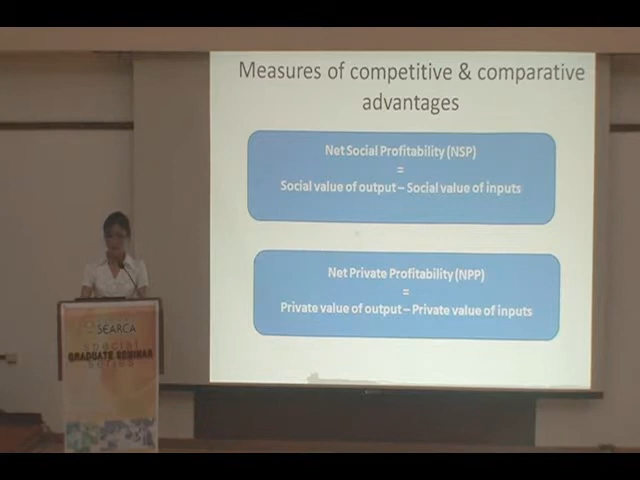 Measures of competitive & comparative
advantages
Net Social Profitability (NSP)
=
Social value of output – Social value of inputs
Net Private Profitability (NPP)
=
Private value of output – Private value of inputs
SEARCA
special
GRADUATE SEMINAR
series